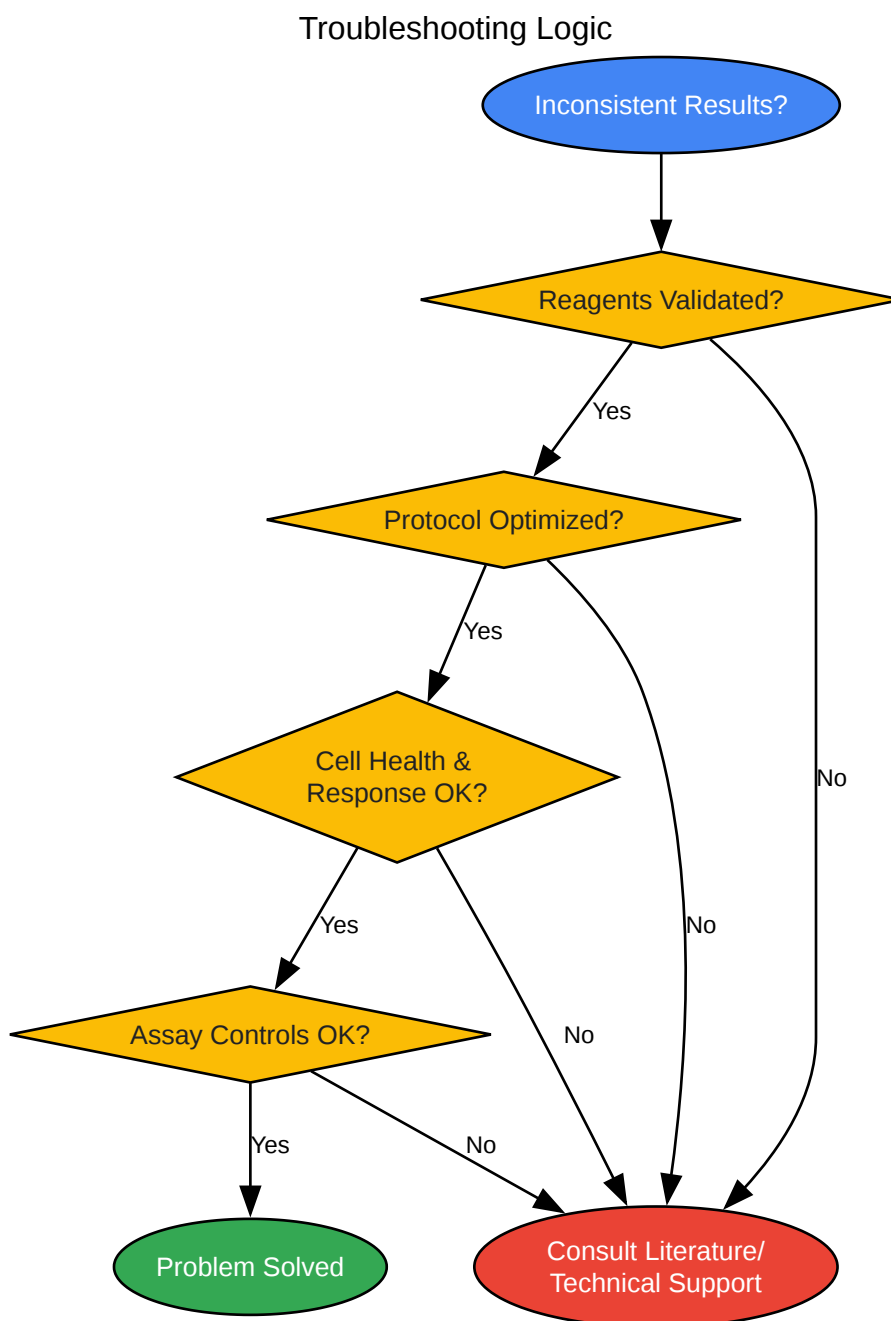 Troubleshooting Logic
Inconsistent Results?
Reagents Validated?
Yes
Protocol Optimized?
Yes
Cell Health &
Response OK?
No
Yes
No
No
Assay Controls OK?
Yes
No
Problem Solved
Consult Literature/
Technical Support